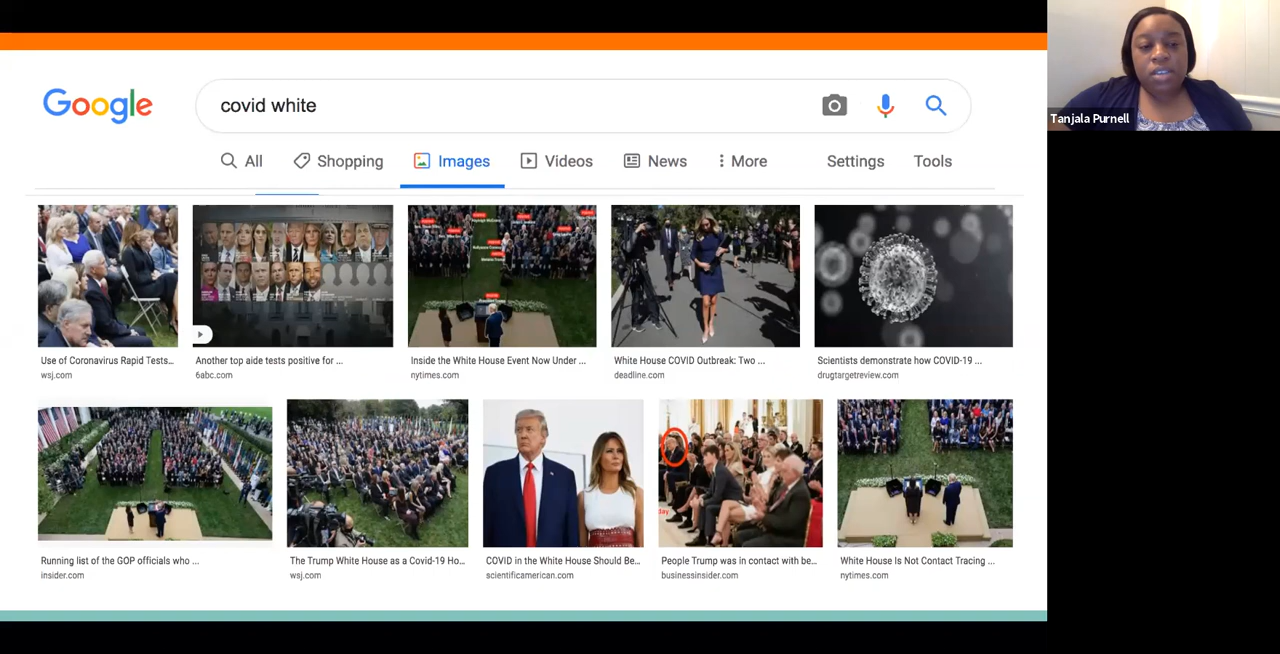 Tanjala Purnell
Google
covid white
All
Shopping
Images
Videos
News
More
Settings
Tools
Use of Coronavirus Rapid Tests...
wsj.com
Another top aide tests positive for ...
6abc.com
Inside the White House Event Now Under ...
nytimes.com
White House COVID Outbreak: Two ...
deadline.com
Scientists demonstrate how COVID-19 ...
drugtargetreview.com
Running list of the GOP officials who ...
insider.com
The Trump White House as a Covid-19 Ho...
wsj.com
COVID in the White House Should Be...
scientificamerican.com
People Trump was in contact with be...
businessinsider.com
White House Is Not Contact Tracing ...
nytimes.com